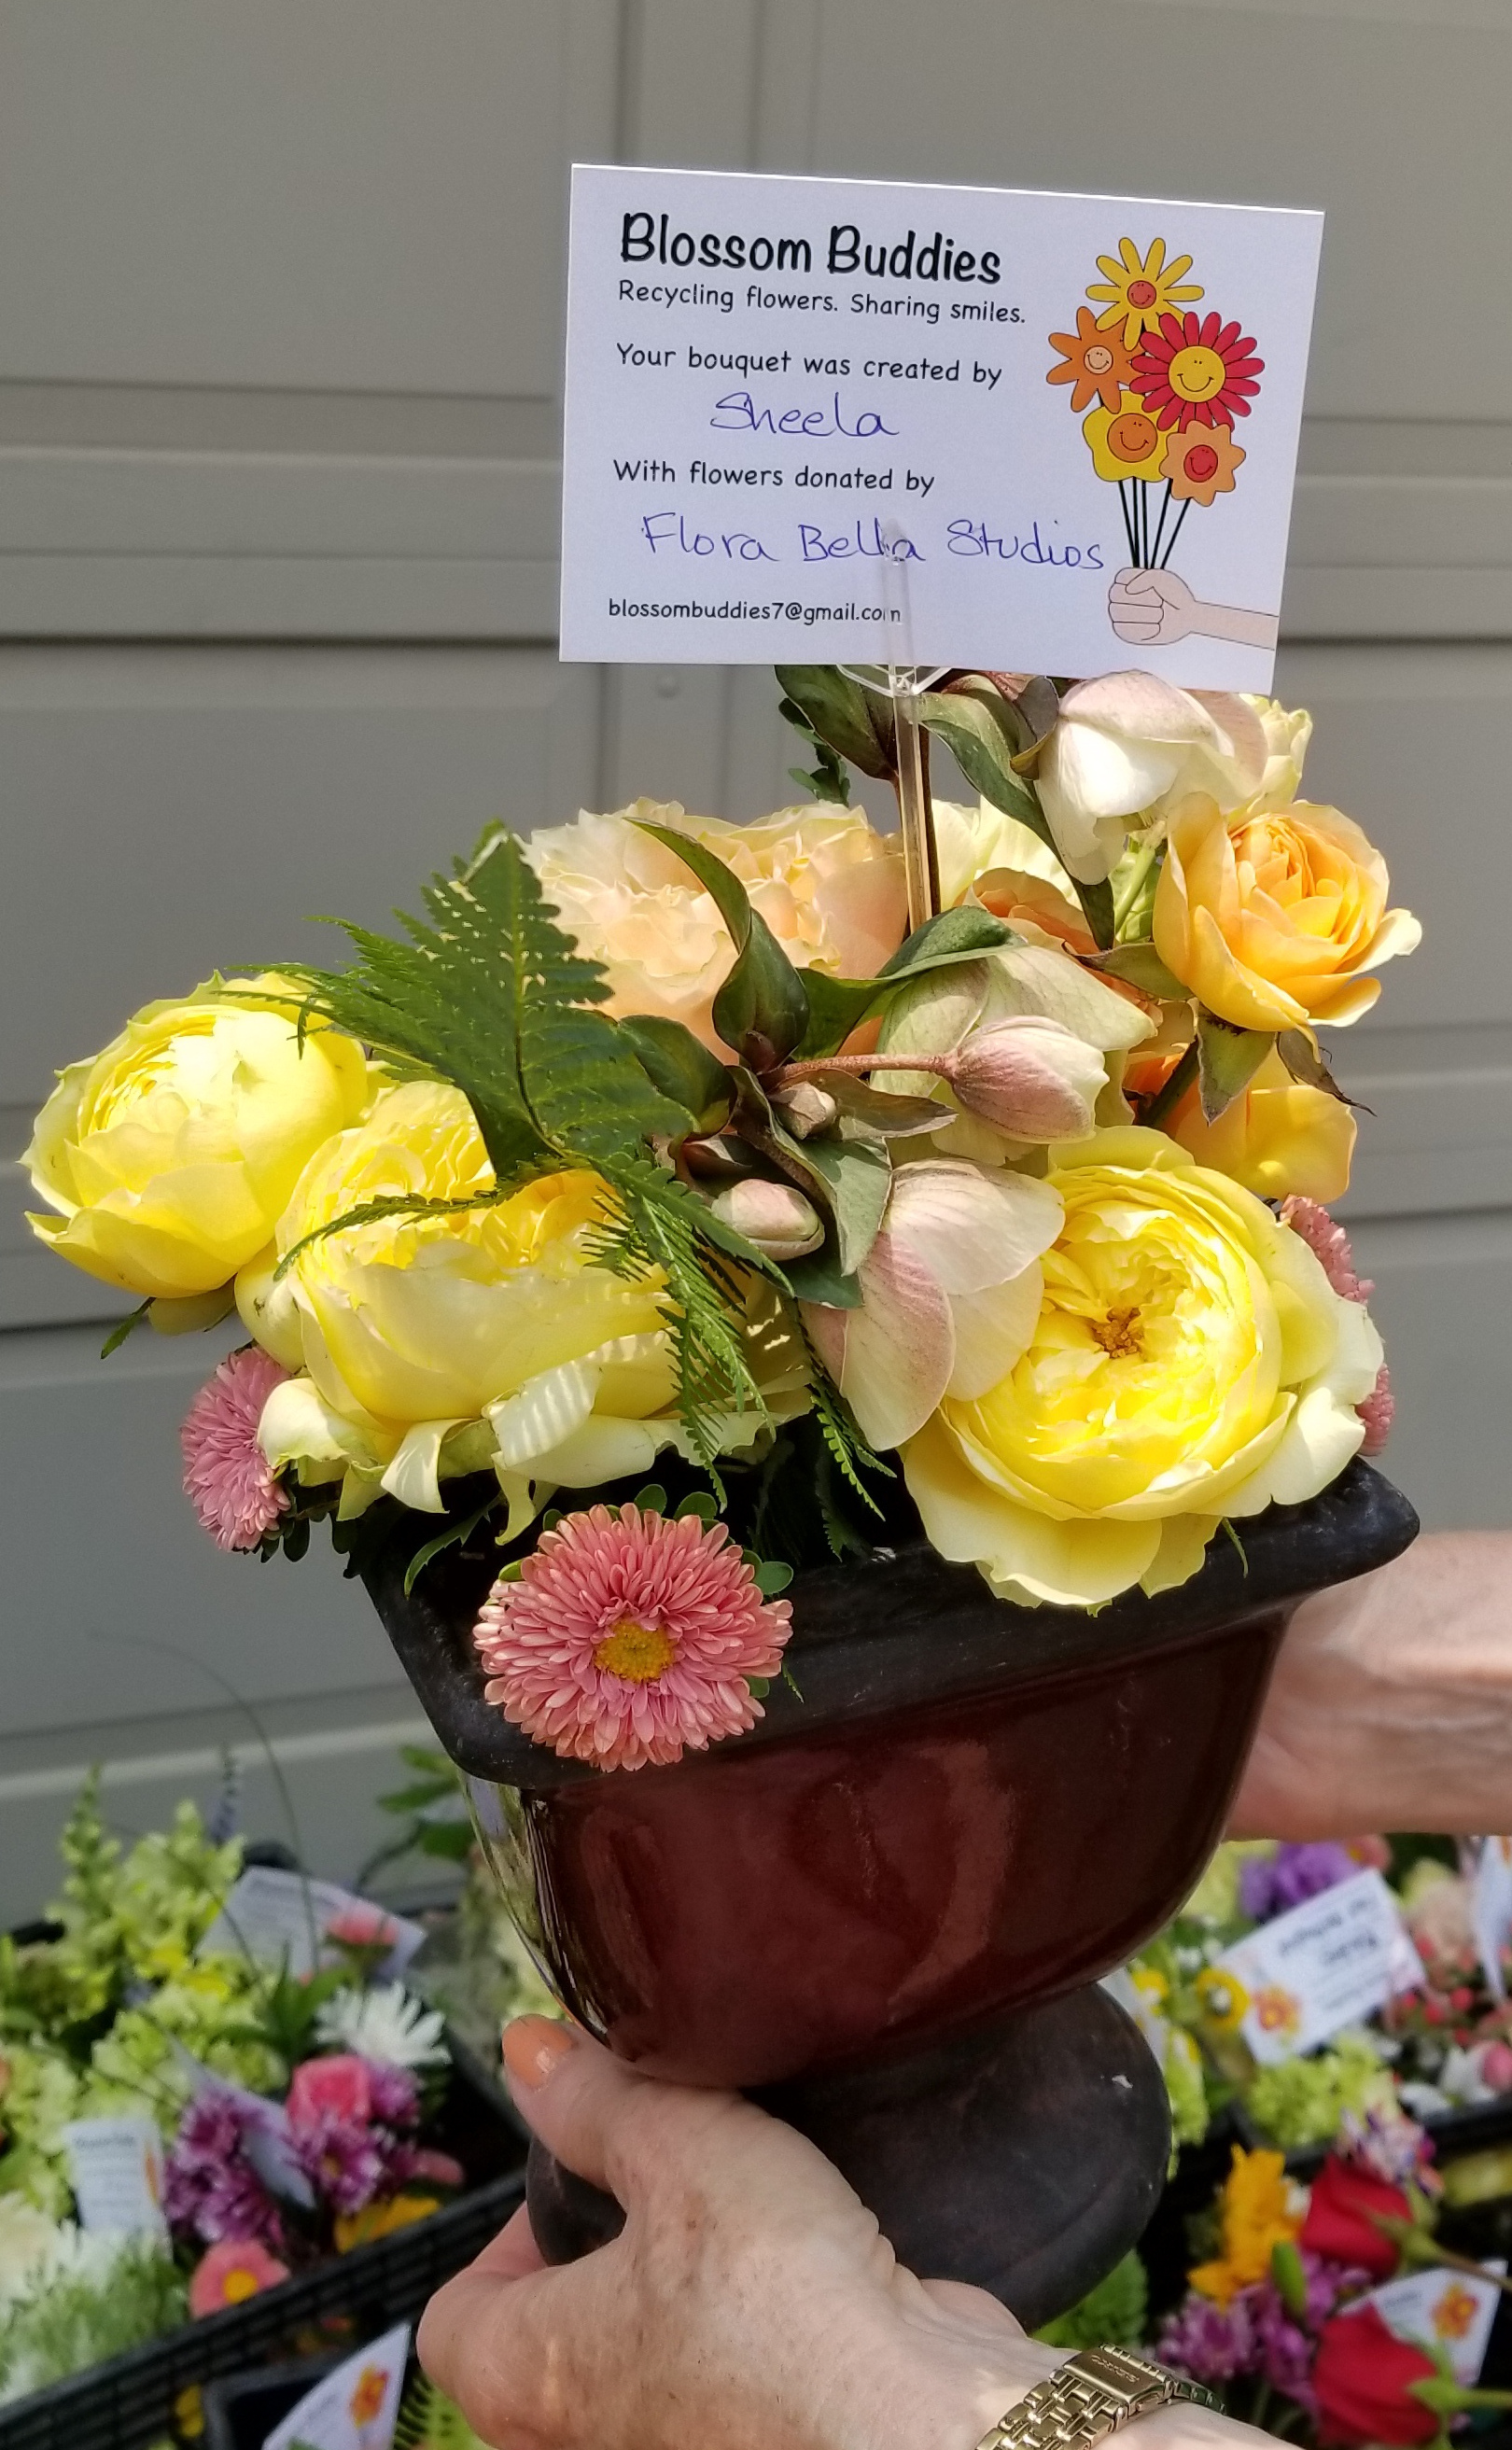 Blossom Buddies
Recycling flowers. Sharing smiles.
Your bouquet was created by
Sheela
With flowers donated by
Flora Bella Studios
blossombuddies7@gmail.com